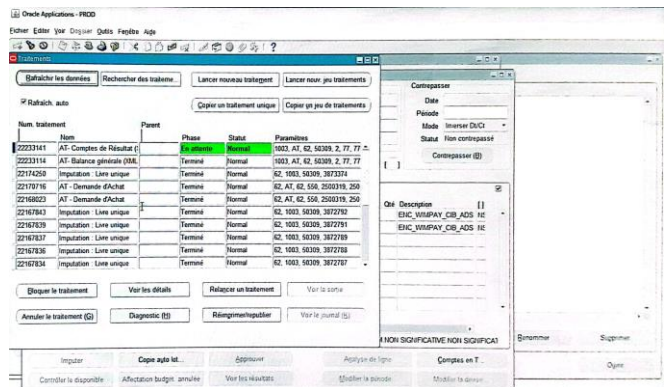 Oracle Applications - PROD
Eichier Editer Voir Dossier Outils Fenêtre Aide
Traitements
Rafraîchir les données
Rechercher des traiteme...
Lancer nouveau traitement
Lancer nouv. jeu traitements
Rafraîch. auto
Copier un traitement unique
Copier un jeu de traitements
Num. traitement
Parent
Nom
Phase
Statut
Paramètres
22233141 AT- Comptes de Résultat (: En attente Normal 1003, AT, 62, 50309, 2, 77, 77
22233114 AT- Balance générale (XML Terminé Normal 1003, AT, 62, 50309, 2, 77, 77
22174250 Imputation : Livre unique Terminé Normal 62, 1003, 50309, 3873374
22170716 AT - Demande d'Achat Terminé Normal 62, AT, 62, 550, 2500319, 250
22168023 AT - Demande d'Achat Terminé Normal 62, AT, 62, 550, 2500319, 250
22167843 Imputation : Livre unique Terminé Normal 62, 1003, 50309, 3872792
22167839 Imputation : Livre unique Terminé Normal 62, 1003, 50309, 3872791
22167837 Imputation : Livre unique Terminé Normal 62, 1003, 50309, 3872789
22167836 Imputation : Livre unique Terminé Normal 62, 1003, 50309, 3872788
22167834 Imputation : Livre unique Terminé Normal 62, 1003, 50309, 3872787
Bloquer le traitement
Voir les détails
Relancer un traitement
Voir la sortie
Annuler le traitement (G)
Diagnostic (H)
Réimprimer/republier
Voir le journal (K)
Contrepasser
Date
Période
Mode Inverser Dt/Ct
Statut Non contrepassé
Contrepasser (B)
[ ]
Qté Description [ ]
ENC_WIMPAY_CIB_ADS NS
ENC_WIMPAY_CIB_ADS NS
NON SIGNIFICATIVE NON SIGNIFICAT
Renommer
Supprimer
Imputer
Copie auto lot...
Approuver
Analyse de ligne
Comptes en T...
Ouvrir
Contrôler le disponible
Affectation budgét. annulée
Voir les résultats
Modifier la période
Modifier la devise